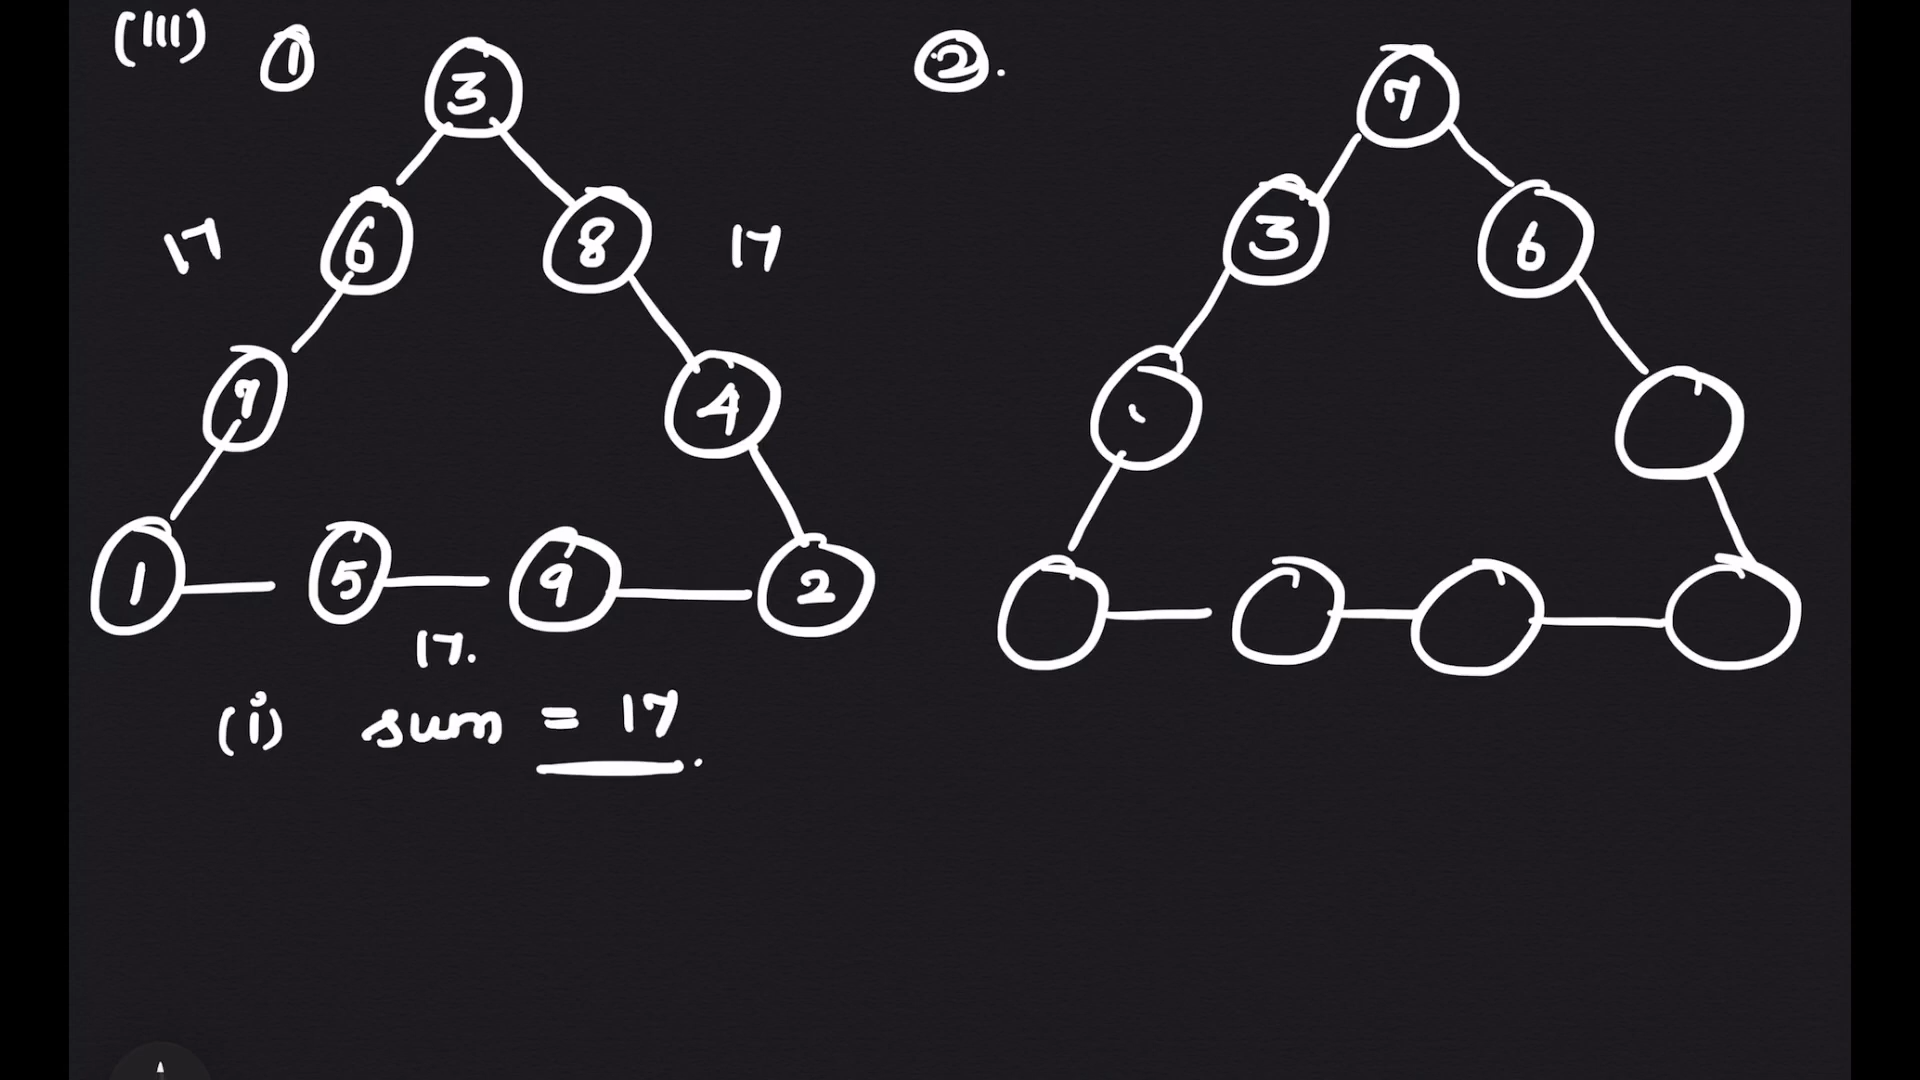 (III) ① 3
②. 7
17 6 8 17
3 6
7 4
1 5 9 2
17.
(i) sum = 17.